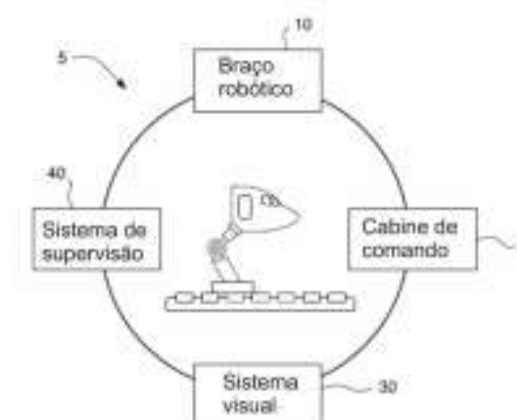 10
Braço
robótico
5
40
Sistema de
supervisão
Cabine de
comando
Sistema
visual
30